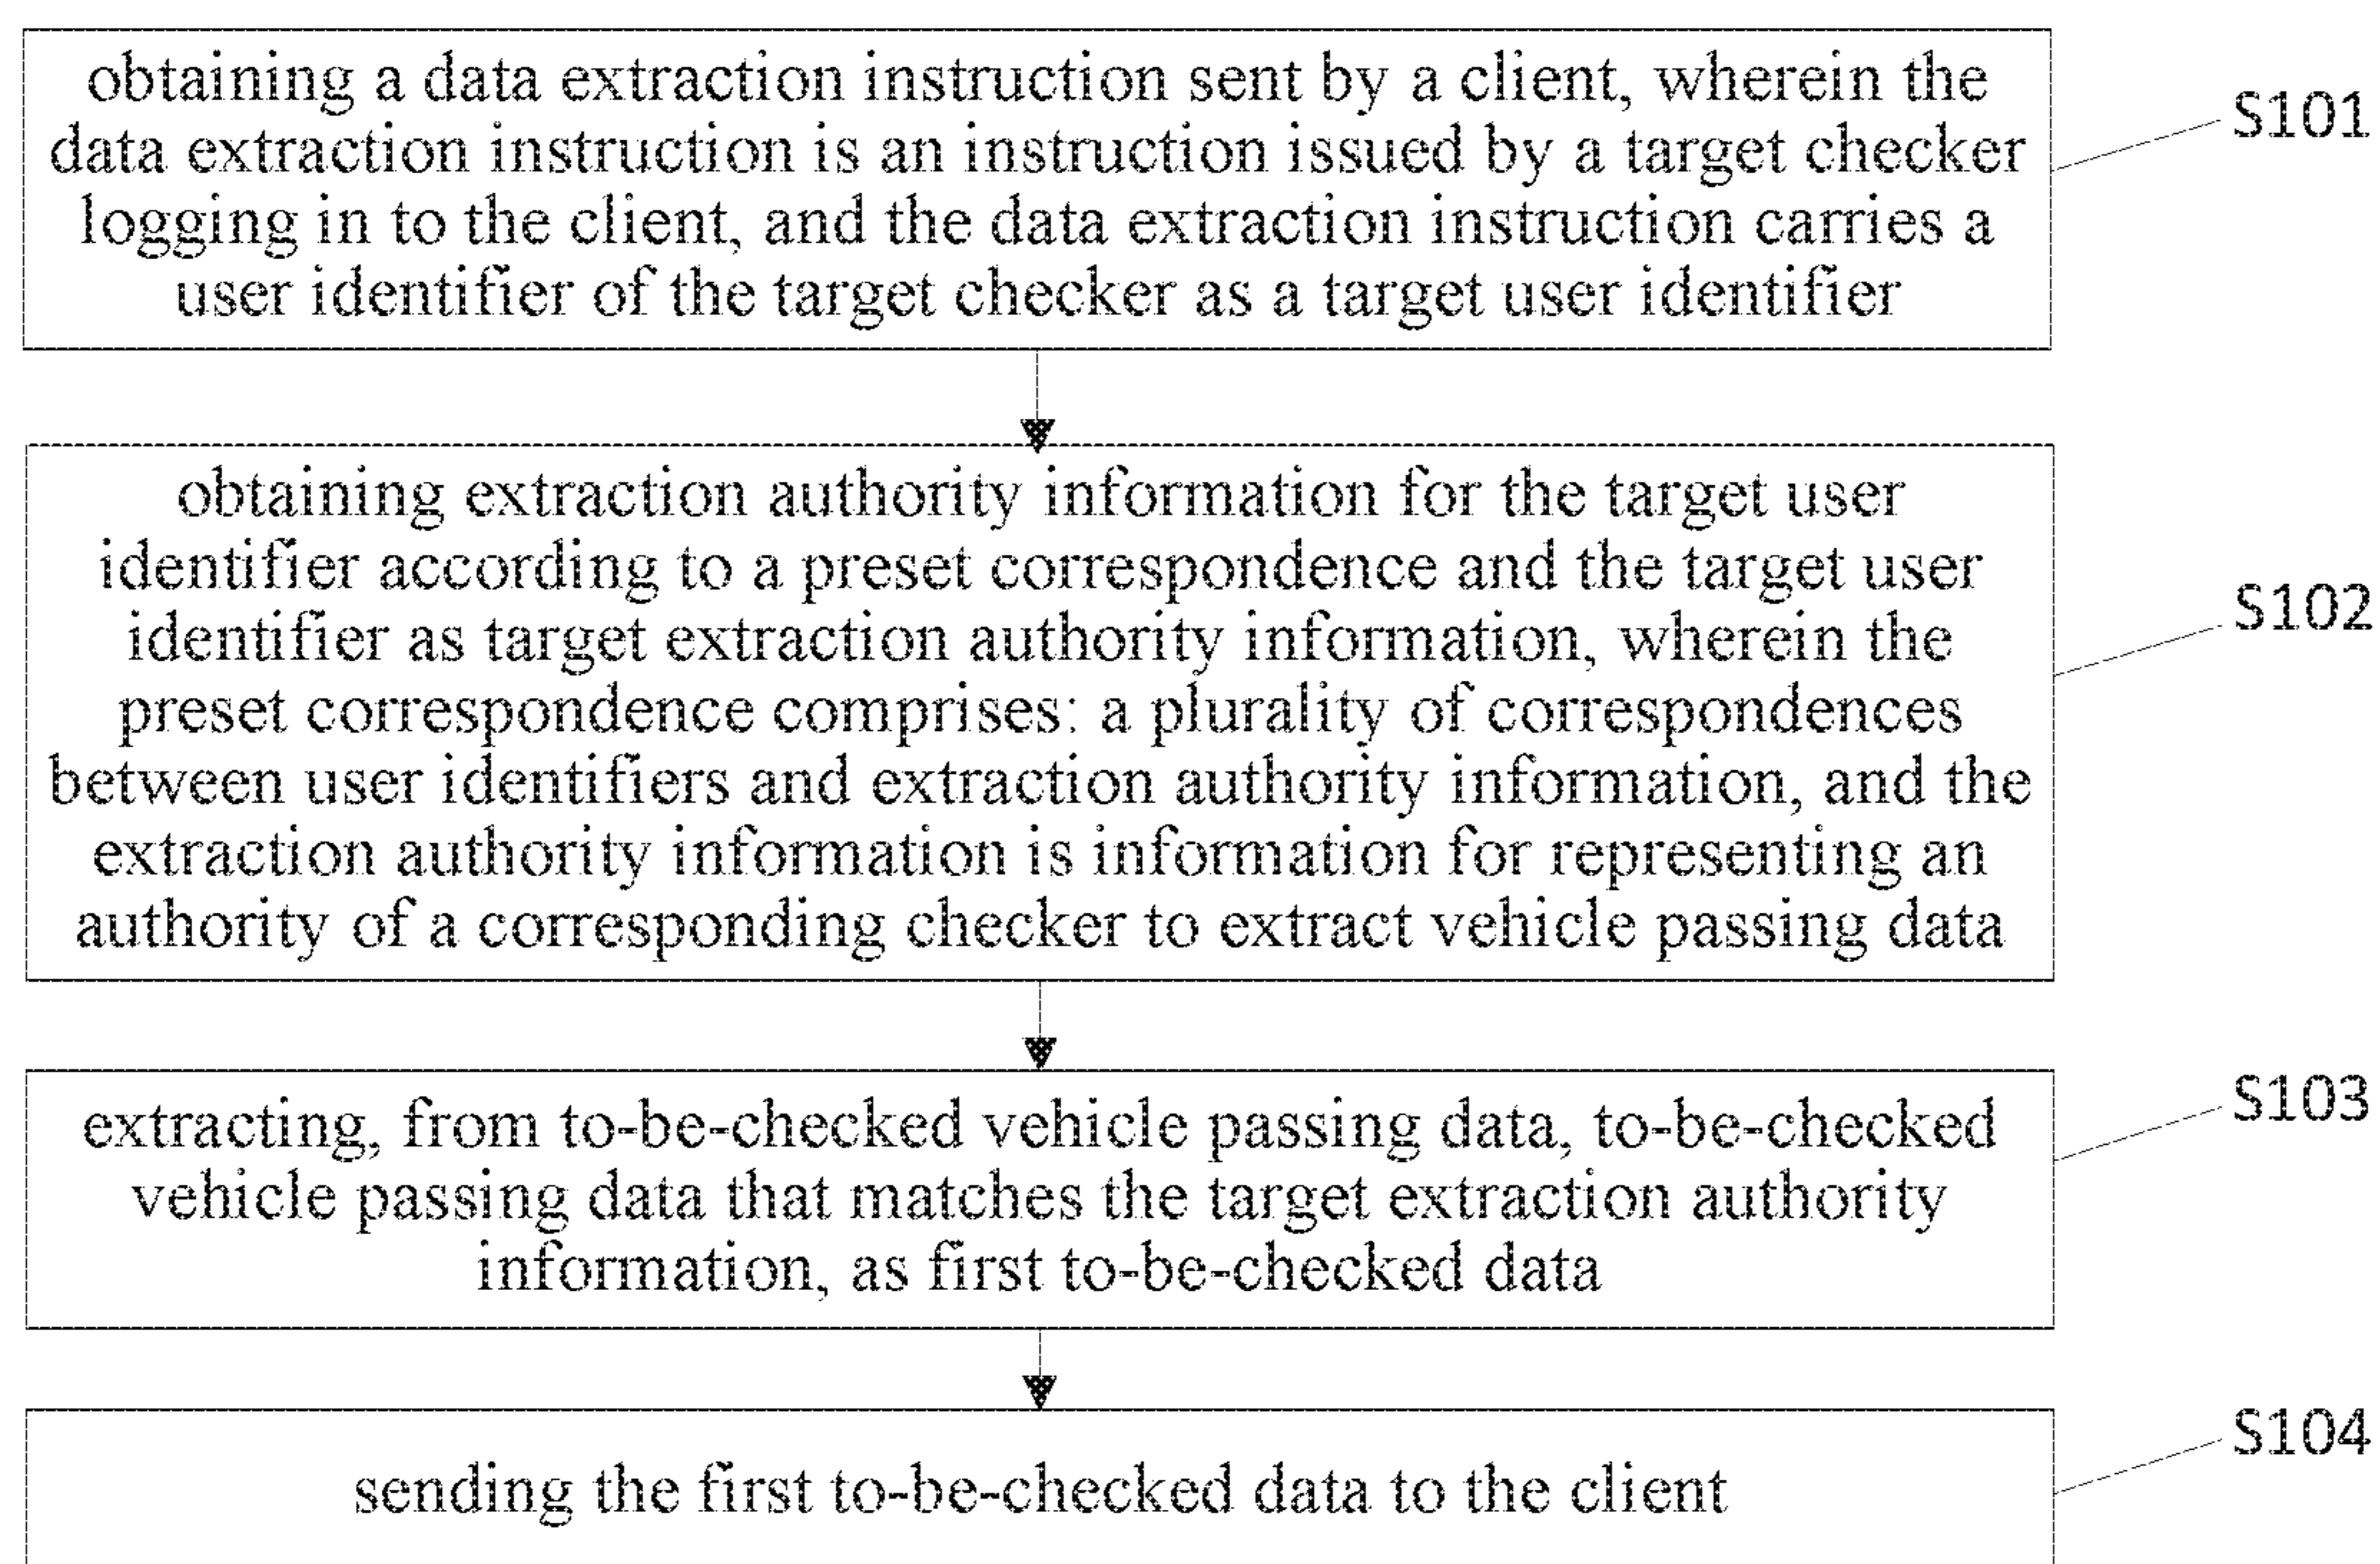 obtaining a data extraction instruction sent by a client, wherein the
data extraction instruction is an instruction issued by a target checker
logging in to the client, and the data extraction instruction carries a
user identifier of the target checker as a target user identifier
S101
obtaining extraction authority information for the target user
identifier according to a preset correspondence and the target user
identifier as target extraction authority information, wherein the
preset correspondence comprises: a plurality of correspondences
between user identifiers and extraction authority information, and the
extraction authority information is information for representing an
authority of a corresponding checker to extract vehicle passing data
S102
extracting, from to-be-checked vehicle passing data, to-be-checked
vehicle passing data that matches the target extraction authority
information, as first to-be-checked data
S103
sending the first to-be-checked data to the client
S104